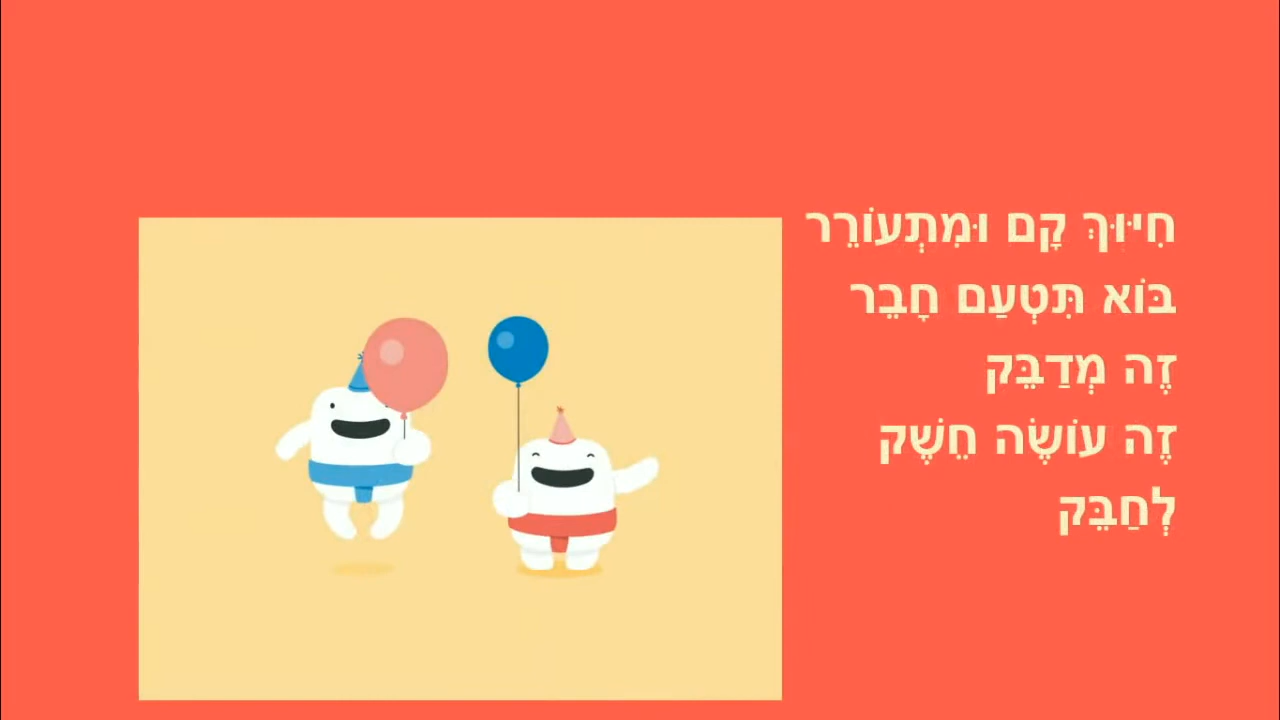 חִיּוּךְ קָם וּמִתְעוֹרֵר
בּוֹא תִּטְעַם חָבֵר
זֶה מְדַבֵּק
זֶה עוֹשֶׂה חֵשֶׁק
לְחַבֵּק